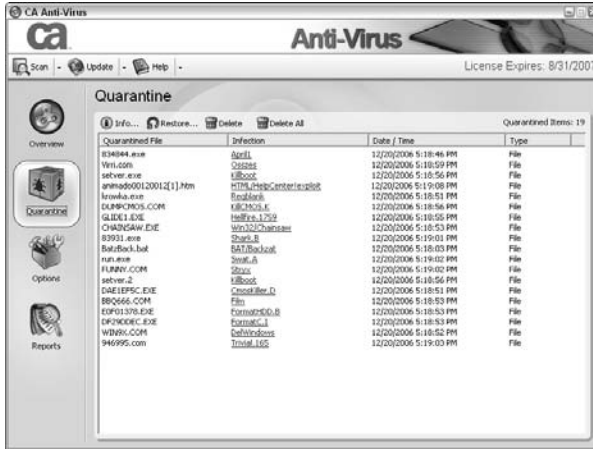 CA Anti-Virus
ca
Anti-Virus
Scan Update Help License Expires: 8/31/2007
Quarantine
Info... Restore... Delete Delete All Quarantined Items: 19
Quarantined File Infection Date / Time Type
834844.exe April1 12/20/2006 5:18:46 PM File
Virri.com Osszes 12/20/2006 5:18:59 PM File
setver.exe Killboot 12/20/2006 5:18:56 PM File
animado00120012[1].htm HTML/HelpCenter!exploit 12/20/2006 5:19:08 PM File
krowka.exe Regblank 12/20/2006 5:18:51 PM File
DUMPCMOS.COM KillCMOS.K 12/20/2006 5:18:56 PM File
GLIDE1.EXE Hellfire.1759 12/20/2006 5:18:55 PM File
CHAINSAW.EXE Win32/Chainsaw 12/20/2006 5:18:53 PM File
83931.exe Shark.B 12/20/2006 5:19:01 PM File
BatzBack.bat BAT/Backzat 12/20/2006 5:18:03 PM File
run.exe Swat.A 12/20/2006 5:19:02 PM File
FUNNY.COM Stryx 12/20/2006 5:19:02 PM File
setver.2 Killboot 12/20/2006 5:18:56 PM File
DAE1EF5C.EXE CmosKiller.D 12/20/2006 5:18:51 PM File
BBQ666.COM Film 12/20/2006 5:18:53 PM File
E0F01378.EXE FormatHDD.B 12/20/2006 5:18:53 PM File
DF29DDEC.EXE FormatC.I 12/20/2006 5:18:53 PM File
WIN9X.COM DelWindows 12/20/2006 5:18:52 PM File
946995.com Trivial.165 12/20/2006 5:19:03 PM File
Overview
Quarantine
Options
Reports